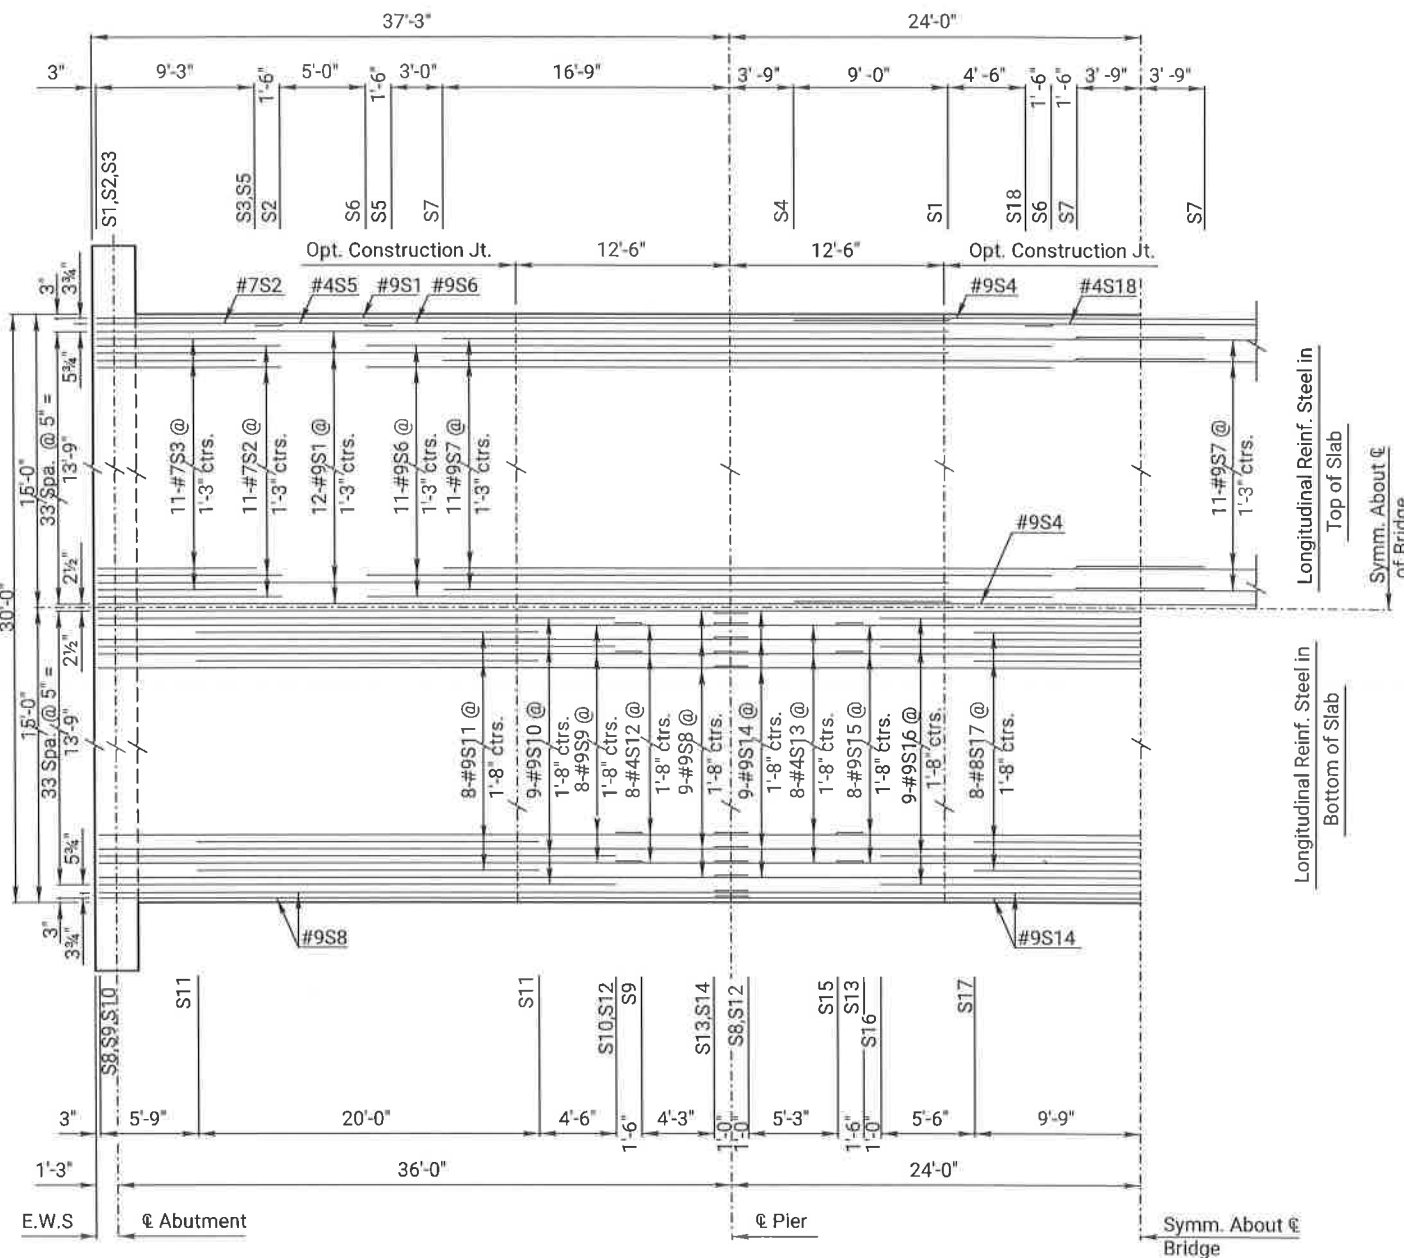 37'-3"
24'-0"
3"
9'-3"
1'-6"
5'-0"
1'-6"
3'-0"
16'-9"
3' -9"
9' -0"
4' -6"
1' -6"
1' -6"
3' -9"
3' -9"
S1,S2,S3
S3,S5
S2
S6
S5
S7
S4
S1
S18
S6
S7
S7
Opt. Construction Jt.
12'-6"
12'-6"
Opt. Construction Jt.
3"
3¾"
#7S2
#4S5
#9S1
#9S6
#9S4
#4S18
5¾"
33 Spa. @ 5" =
13'-9"
15'-0"
30'-0"
2½"
11-#7S3 @
1'-3" ctrs.
11-#7S2 @
1'-3" ctrs.
12-#9S1 @
1'-3" ctrs.
11-#9S6 @
1'-3" ctrs.
11-#9S7 @
1'-3" ctrs.
11-#9S7 @
1'-3" ctrs.
#9S4
Longitudinal Reinf. Steel in
Top of Slab
Symm. About ℄
of Bridge
2½"
33 Spa. @ 5" =
13'-9"
15'-0"
5¾"
3"
3¾"
8-#9S11 @
1'-8" ctrs.
9-#9S10 @
1'-8" ctrs.
8-#9S9 @
1'-8" ctrs.
8-#4S12 @
1'-8" ctrs.
9-#9S8 @
1'-8" ctrs.
9-#9S14 @
1'-8" ctrs.
8-#4S13 @
1'-8" ctrs.
8-#9S15 @
1'-8" ctrs.
9-#9S16 @
1'-8" ctrs.
8-#8S17 @
1'-8" ctrs.
Longitudinal Reinf. Steel in
Bottom of Slab
#9S8
#9S14
S8,S9,S10
S11
S11
S10,S12
S9
S13,S14
S8,S12
S15
S13
S16
S17
3"
5'-9"
20'-0"
4'-6"
1'-6"
4'-3"
1'-0"
1'-0"
5'-3"
1'-6"
1'-0"
5'-6"
9'-9"
1'-3"
36'-0"
24'-0"
E.W.S
℄ Abutment
℄ Pier
Symm. About ℄
Bridge